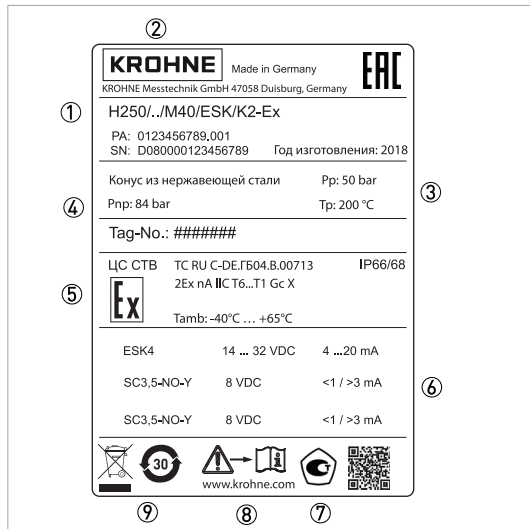 ②
KROHNE Made in Germany EAC
KROHNE Messtechnik GmbH 47058 Duisburg, Germany
① H250/../M40/ESK/K2-Ex
PA: 0123456789.001
SN: D080000123456789 Год изготовления: 2018
Конус из нержавеющей стали Pp: 50 bar ③
④ Pnp: 84 bar Tp: 200 °C
Tag-No.: #######
ЦС СТВ TC RU C-DE.ГБ04.B.00713 IP66/68
⑤ Ex 2Ex nA IIC T6...T1 Gc X
Tamb: -40°C ... +65°C
ESK4 14 ... 32 VDC 4 ...20 mA
SC3,5-NO-Y 8 VDC <1 / >3 mA ⑥
SC3,5-NO-Y 8 VDC <1 / >3 mA
30 i C
www.krohne.com
⑨ ⑧ ⑦